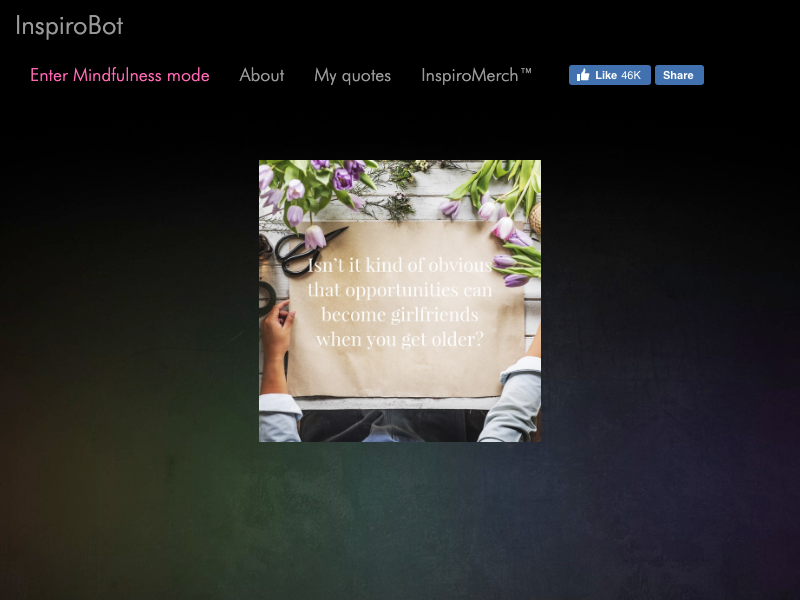 InspiroBot
Enter Mindfulness mode About My quotes InspiroMerch™ Like 46K Share
Isn't it kind of obvious
that opportunities can
become girlfriends
when you get older?